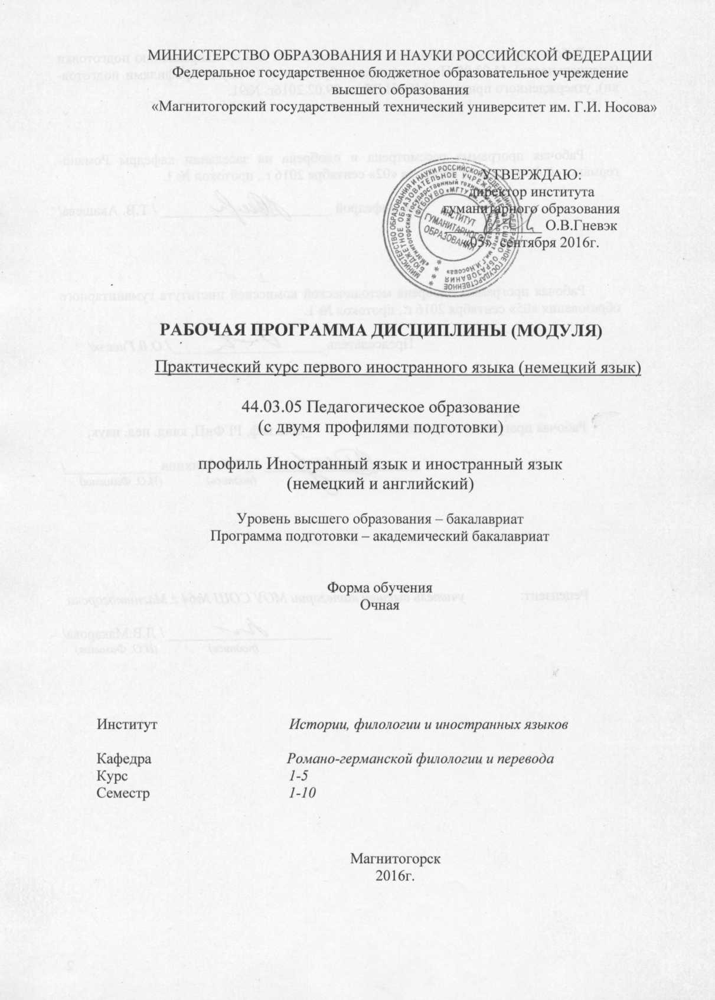 МИНИСТЕРСТВО ОБРАЗОВАНИЯ И НАУКИ РОССИЙСКОЙ ФЕДЕРАЦИИ
Федеральное государственное бюджетное образовательное учреждение
высшего образования
«Магнитогорский государственный технический университет им. Г.И. Носова»
УТВЕРЖДАЮ:
директор института
гуманитарного образования
О.В.Гневэк
«05» сентября 2016г.
ИНСТИТУТ
ГУМАНИТАРНОГО
ОБРАЗОВАНИЯ
РАБОЧАЯ ПРОГРАММА ДИСЦИПЛИНЫ (МОДУЛЯ)
Практический курс первого иностранного языка (немецкий язык)
44.03.05 Педагогическое образование
(с двумя профилями подготовки)
профиль Иностранный язык и иностранный язык
(немецкий и английский)
Уровень высшего образования – бакалавриат
Программа подготовки – академический бакалавриат
Форма обучения
Очная
Институт Истории, филологии и иностранных языков
Кафедра Романо-германской филологии и перевода
Курс 1-5
Семестр 1-10
Магнитогорск
2016г.